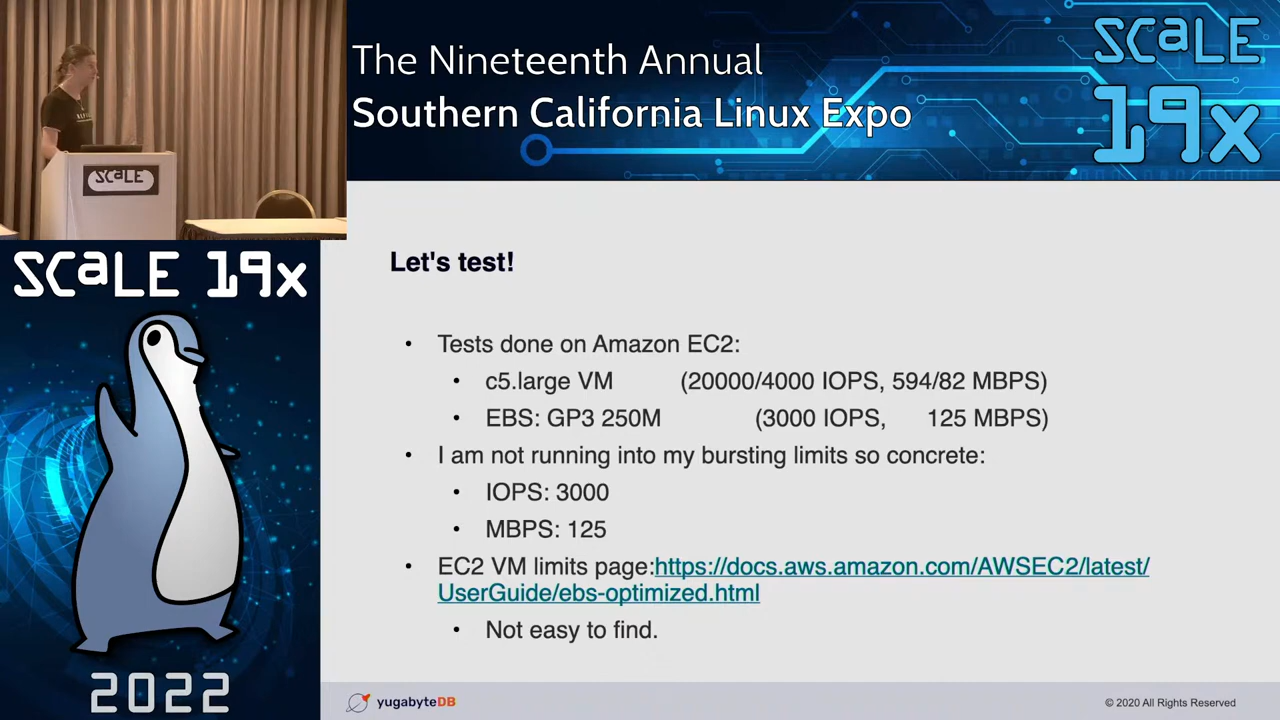 The Nineteenth Annual
Southern California Linux Expo
SCaLE
19x
SCaLE
SCaLE 19x
2022
Let's test!
• Tests done on Amazon EC2:
• c5.large VM (20000/4000 IOPS, 594/82 MBPS)
• EBS: GP3 250M (3000 IOPS, 125 MBPS)
• I am not running into my bursting limits so concrete:
• IOPS: 3000
• MBPS: 125
• EC2 VM limits page:https://docs.aws.amazon.com/AWSEC2/latest/
UserGuide/ebs-optimized.html
• Not easy to find.
yugabyteDB
© 2020 All Rights Reserved